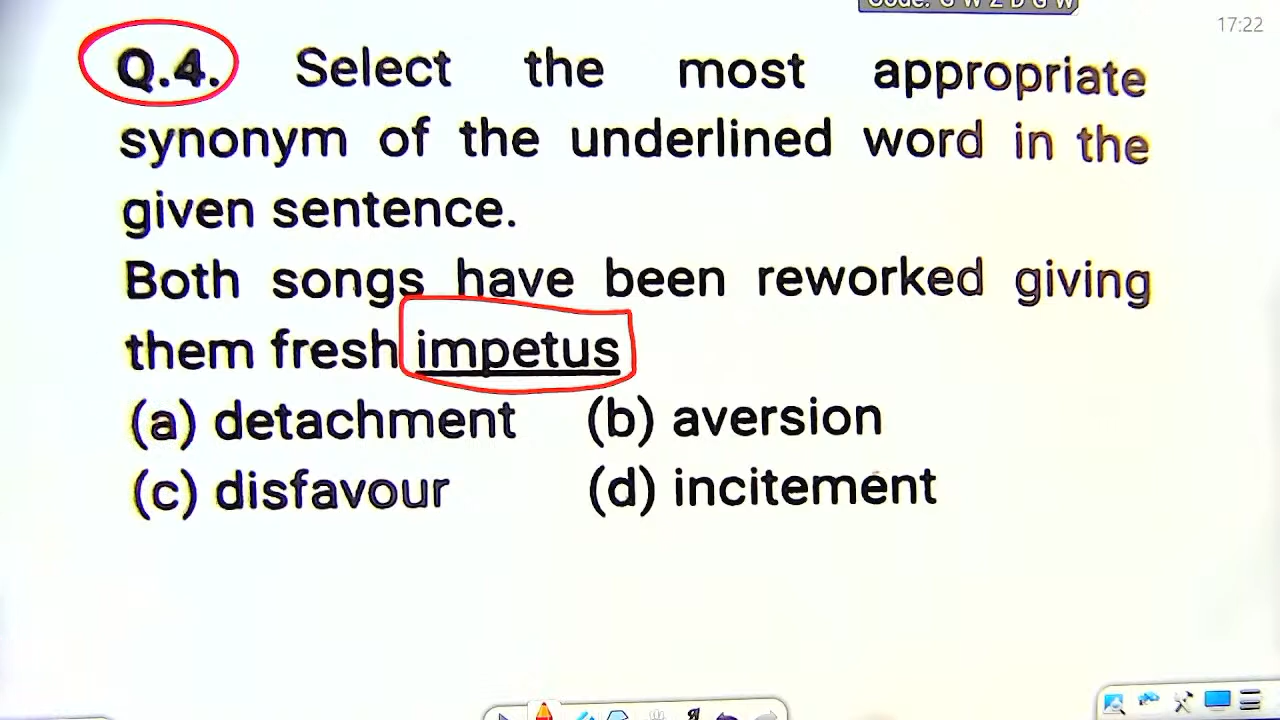 17:22
Q.4. Select the most appropriate
synonym of the underlined word in the
given sentence.
Both songs have been reworked giving
them fresh impetus
(a) detachment (b) aversion
(c) disfavour (d) incitement